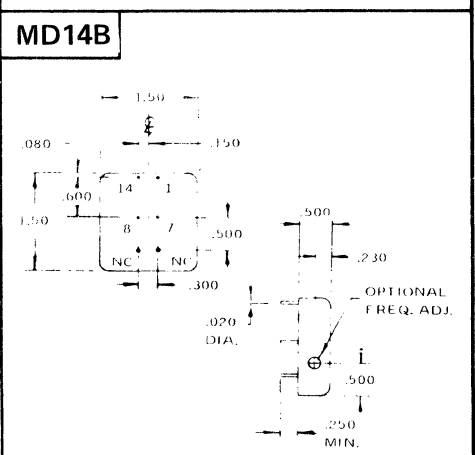 MD14B
1.50
.080
.150
14 1
.600
1.50
8 7
.500
.500
.230
NC NC
.300
OPTIONAL
FREQ. ADJ.
.020
DIA.
.500
.250
MIN.